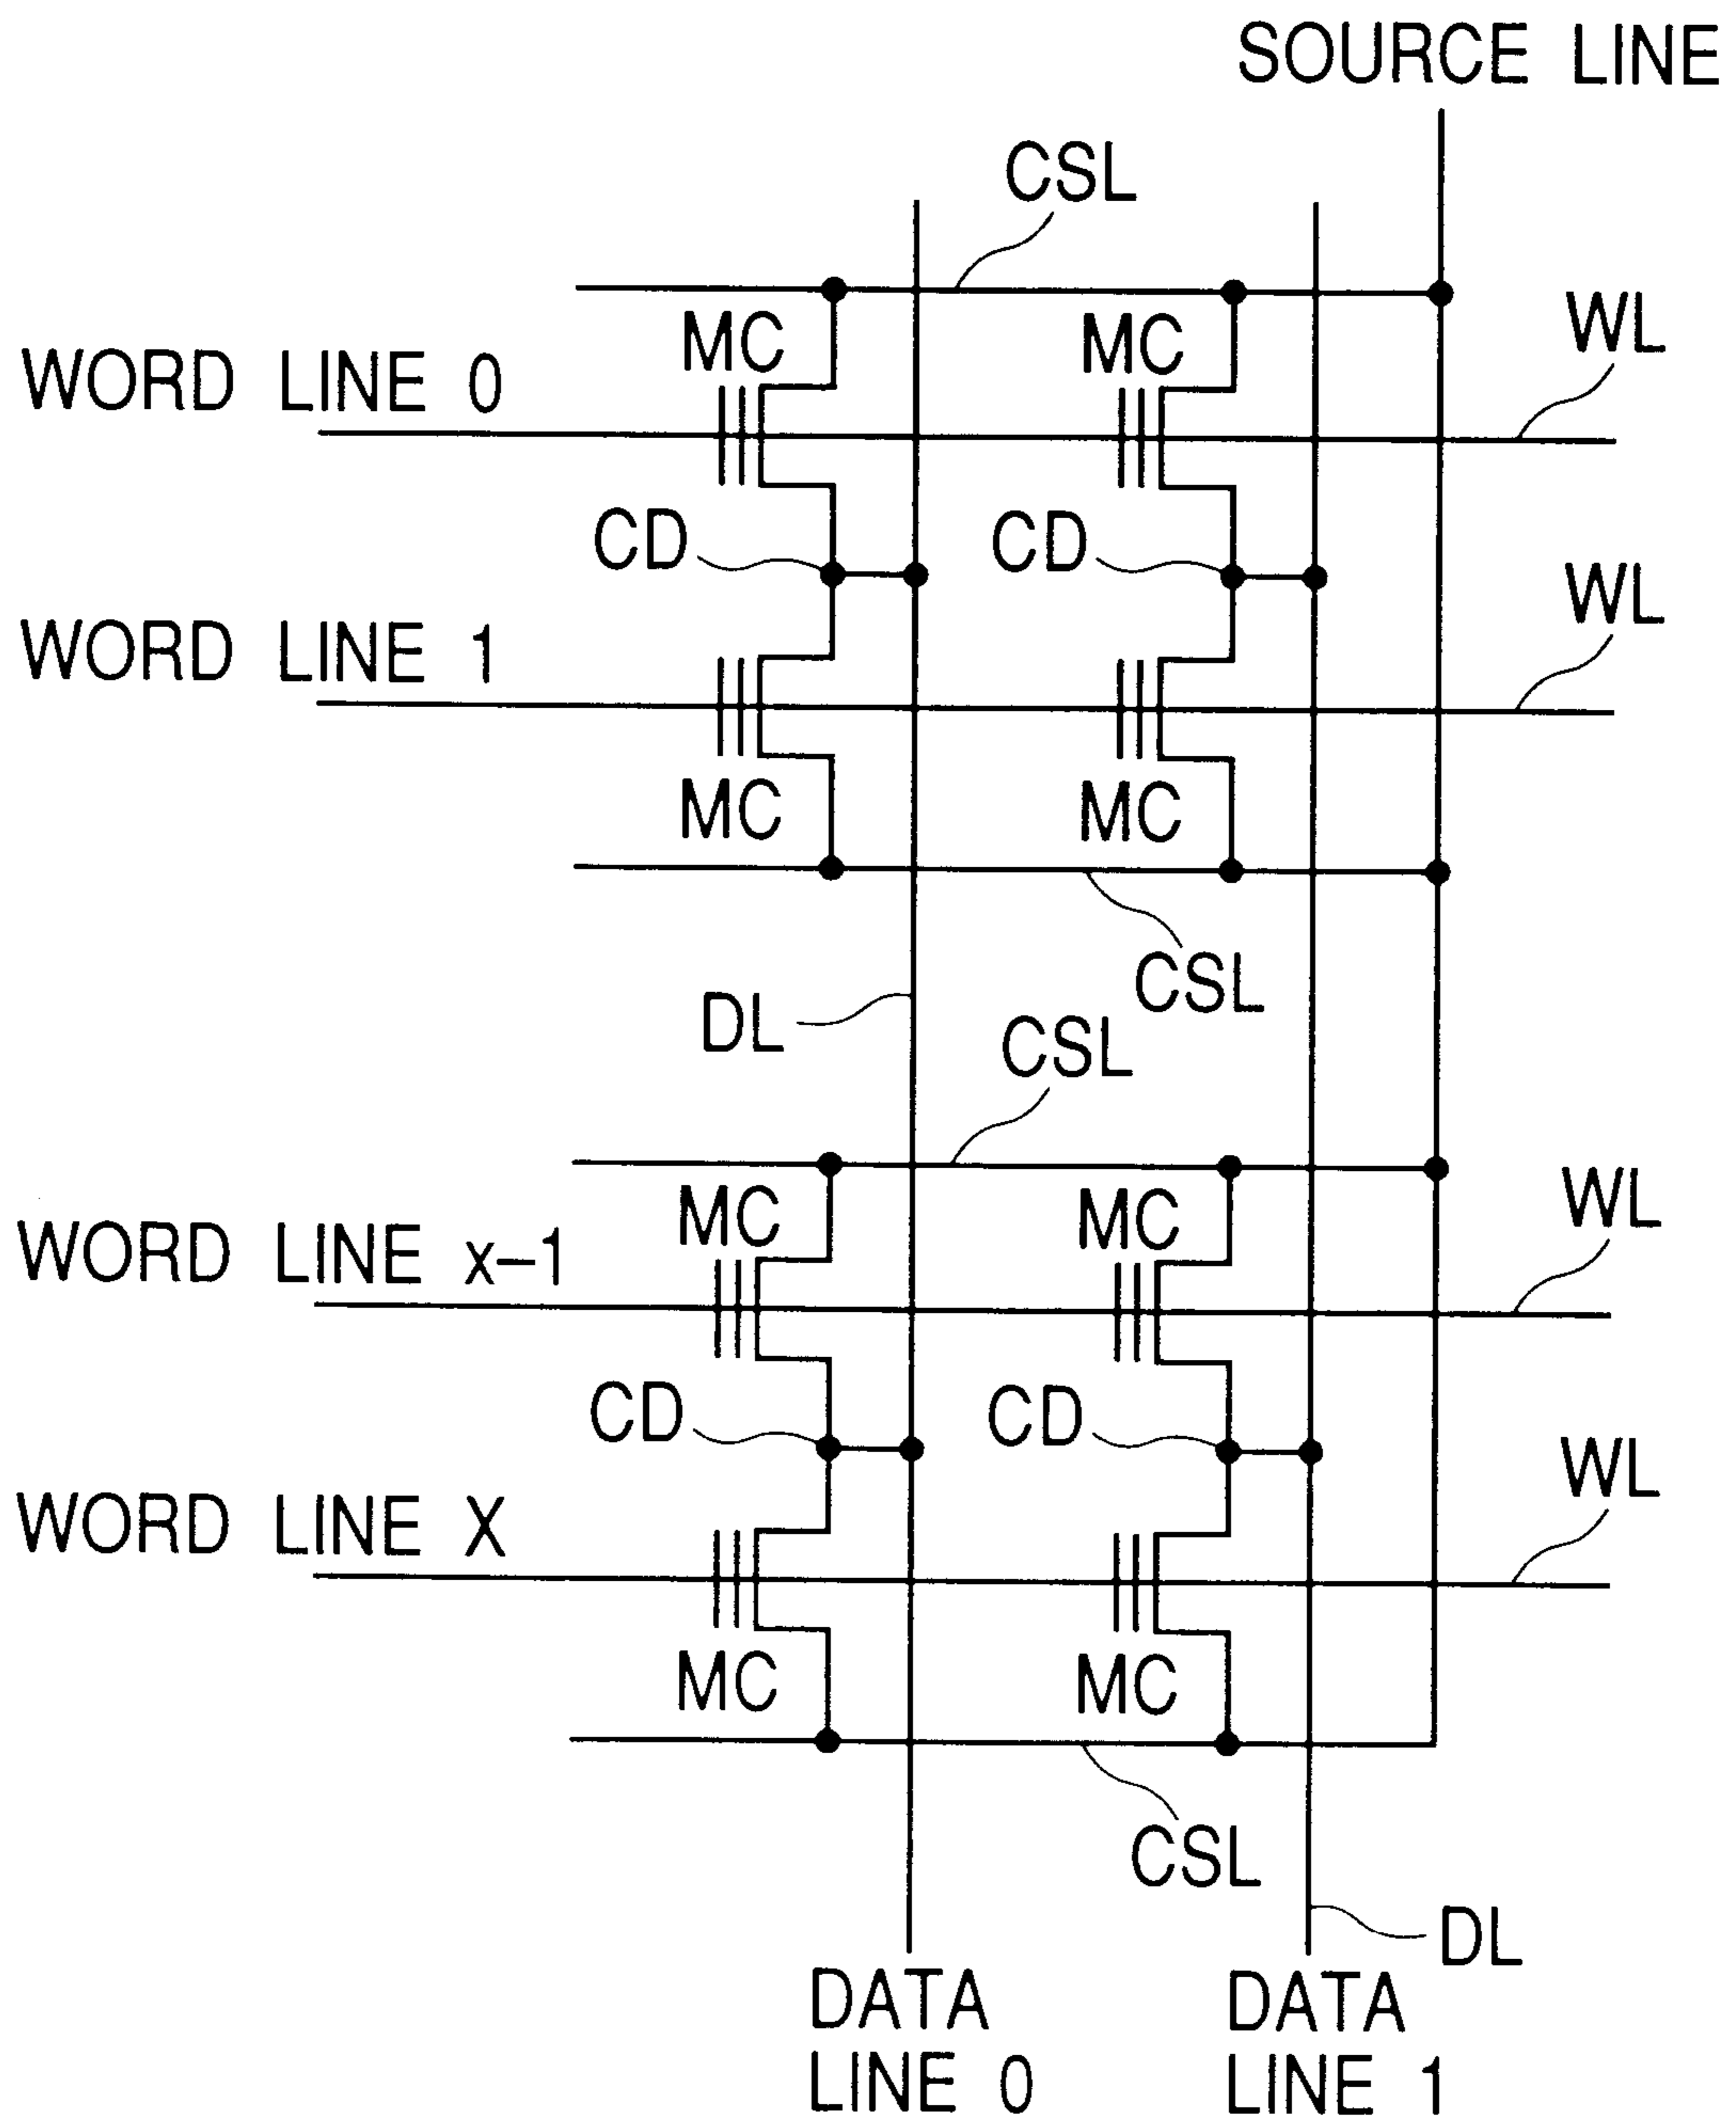 SOURCE LINE
CSL
MC MC WL
WORD LINE 0
CD CD
WL
WORD LINE 1
MC MC
CSL
DL
CSL
MC MC WL
WORD LINE x-1
CD CD
WL
WORD LINE X
MC MC
CSL
DL
DATA DATA
LINE 0 LINE 1